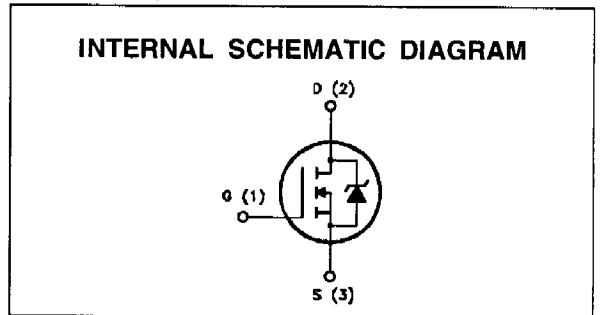 INTERNAL SCHEMATIC DIAGRAM
D (2)
G (1)
S (3)